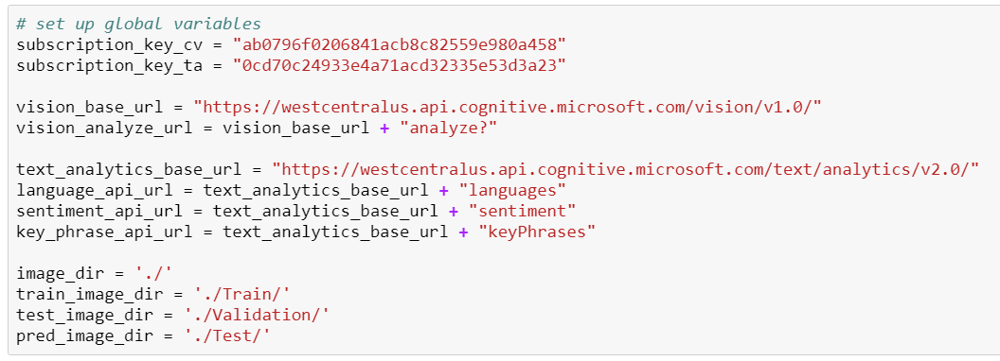 # set up global variables
subscription_key_cv = "ab0796f0206841acb8c82559e980a458"
subscription_key_ta = "0cd70c24933e4a71acd32335e53d3a23"
vision_base_url = "https://westcentralus.api.cognitive.microsoft.com/vision/v1.0/"
vision_analyze_url = vision_base_url + "analyze?"
text_analytics_base_url = "https://westcentralus.api.cognitive.microsoft.com/text/analytics/v2.0/"
language_api_url = text_analytics_base_url + "languages"
sentiment_api_url = text_analytics_base_url + "sentiment"
key_phrase_api_url = text_analytics_base_url + "keyPhrases"
image_dir = './'
train_image_dir = './Train/'
test_image_dir = './Validation/'
pred_image_dir = './Test/'